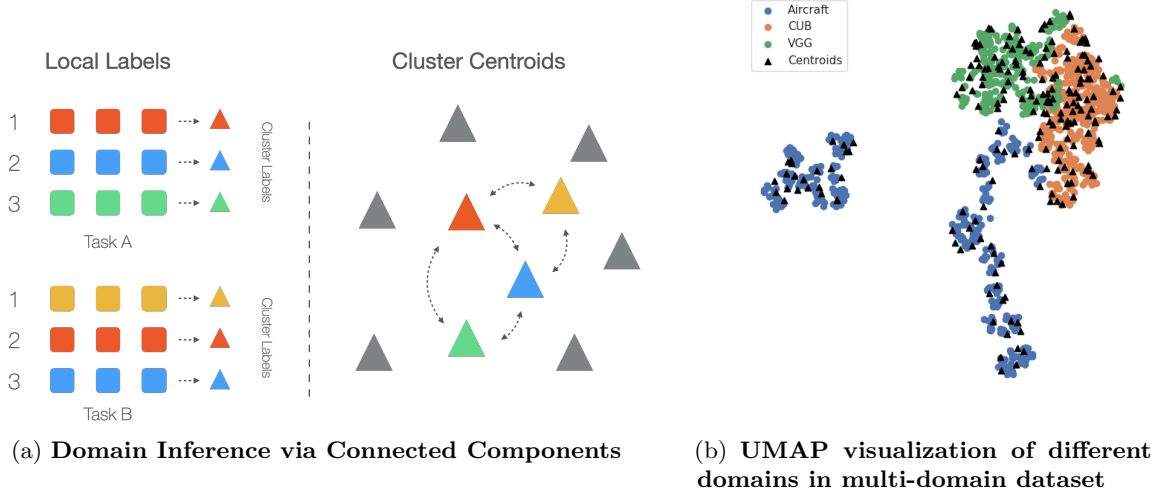 Local Labels
1
2
3
Cluster Labels
Task A
1
2
3
Cluster Labels
Task B
Cluster Centroids
(a) Domain Inference via Connected Components
Aircraft
CUB
VGG
Centroids
(b) UMAP visualization of different
domains in multi-domain dataset